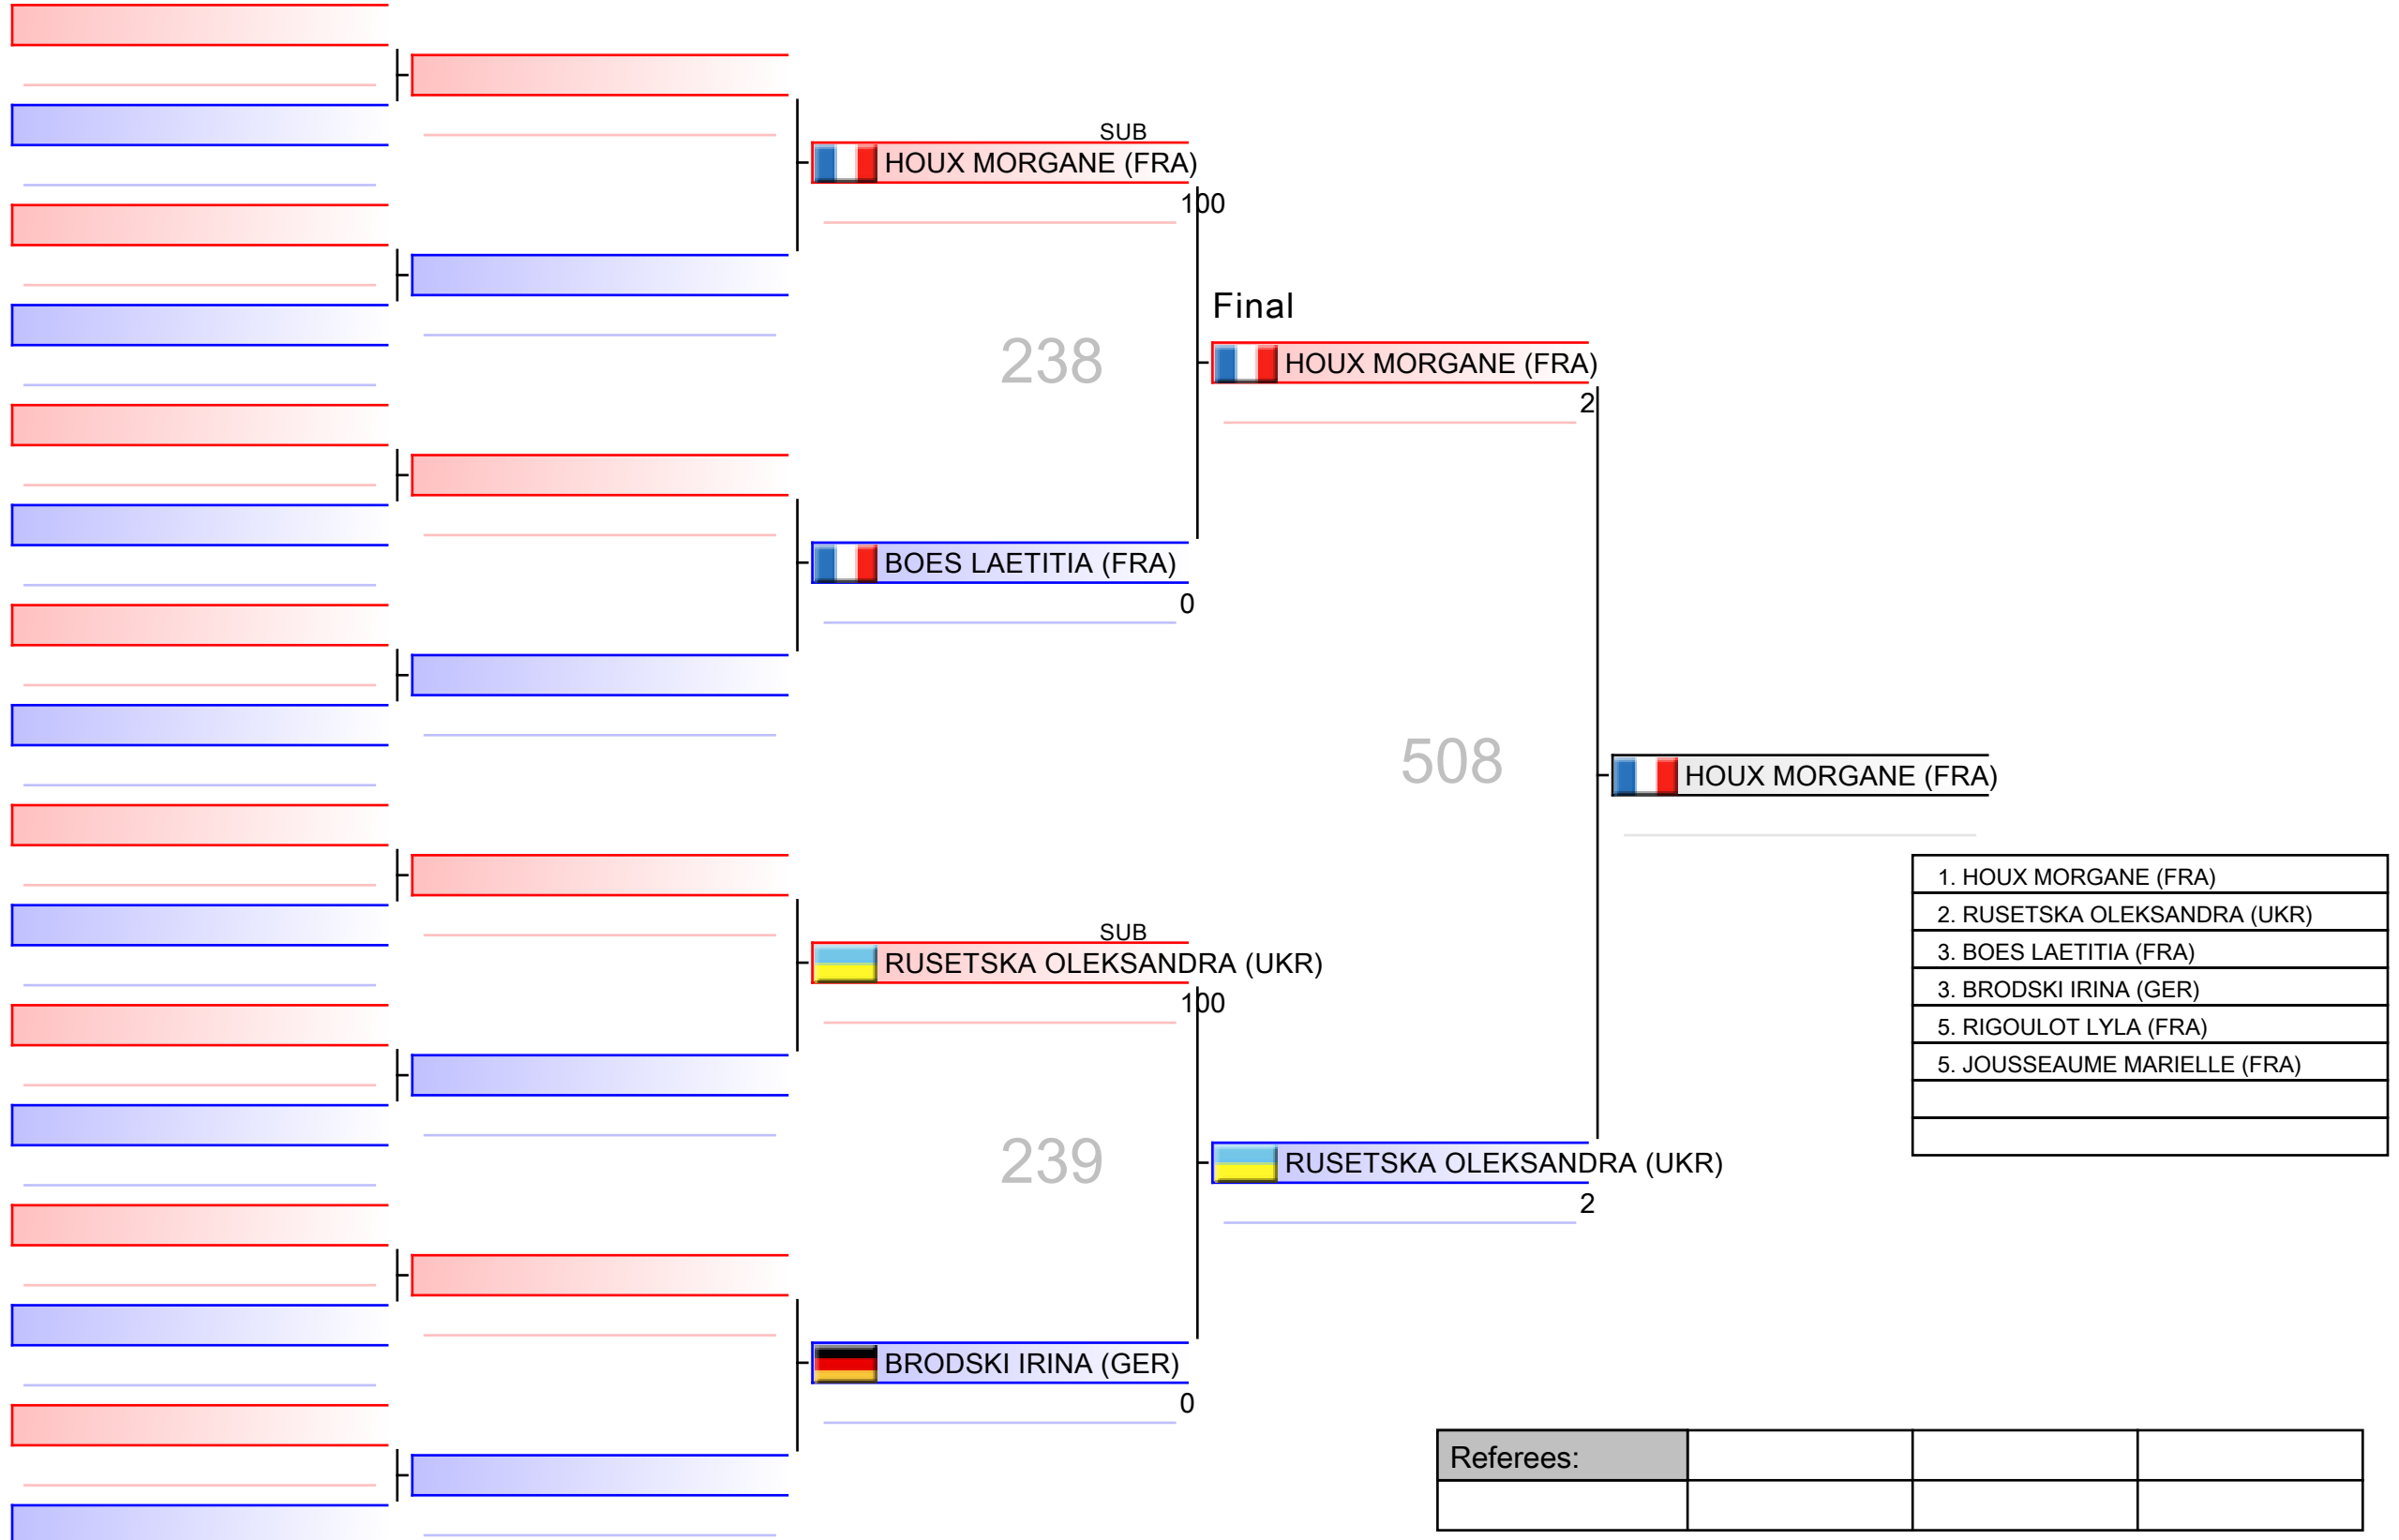 SUB
HOUX MORGANE (FRA)
100
238
BOES LAETITIA (FRA)
0
SUB
RUSETSKA OLEKSANDRA (UKR)
100
239
BRODSKI IRINA (GER)
0
Final
HOUX MORGANE (FRA)
2
508
RUSETSKA OLEKSANDRA (UKR)
2
HOUX MORGANE (FRA)
1. HOUX MORGANE (FRA)
2. RUSETSKA OLEKSANDRA (UKR)
3. BOES LAETITIA (FRA)
3. BRODSKI IRINA (GER)
5. RIGOULOT LYLA (FRA)
5. JOUSSEAUME MARIELLE (FRA)
Referees: